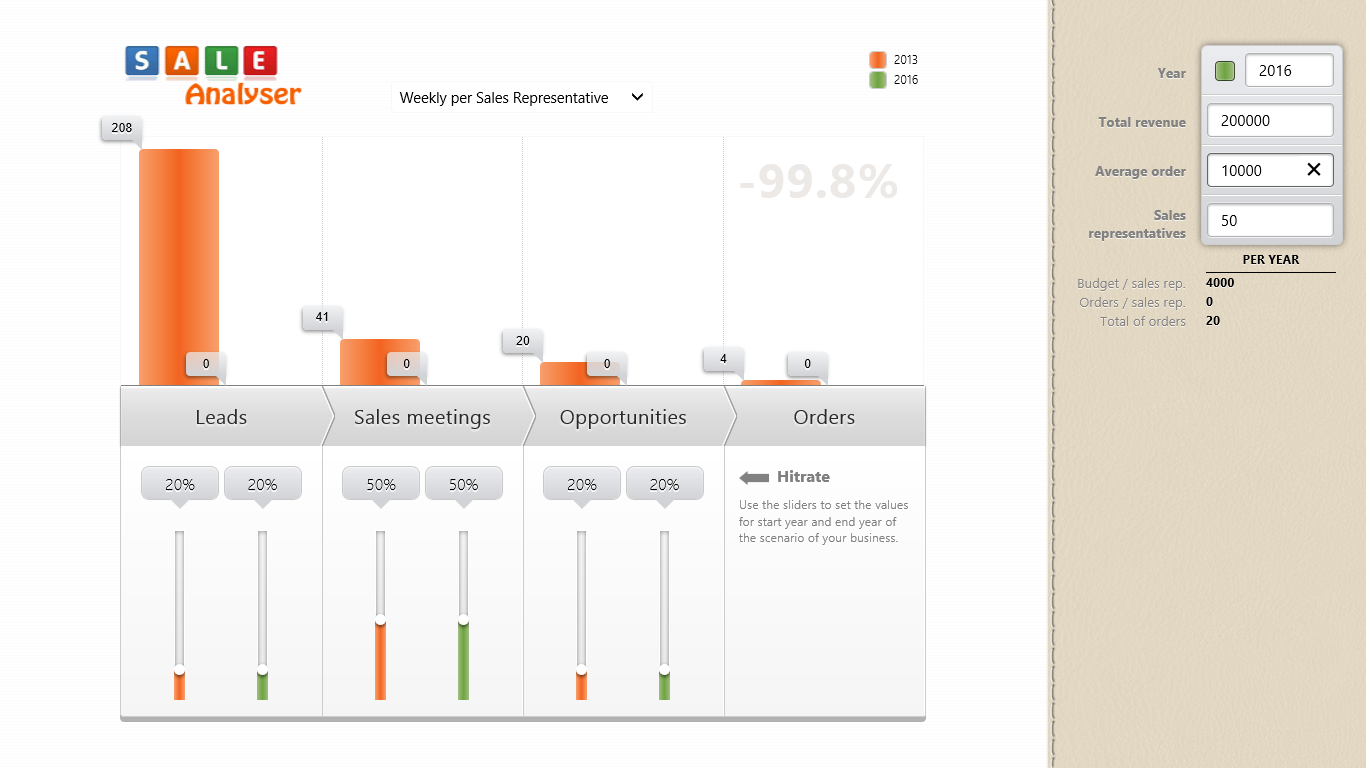 SALE
Analyser
Weekly per Sales Representative
2013
2016
208
41
20
4
0
0
0
0
-99.8%
Leads
Sales meetings
Opportunities
Orders
20%
20%
50%
50%
20%
20%
Hitrate
Use the sliders to set the values
for start year and end year of
the scenario of your business.
Year
2016
Total revenue
200000
Average order
10000
Sales
representatives
50
PER YEAR
Budget / sales rep.
4000
Orders / sales rep.
0
Total of orders
20